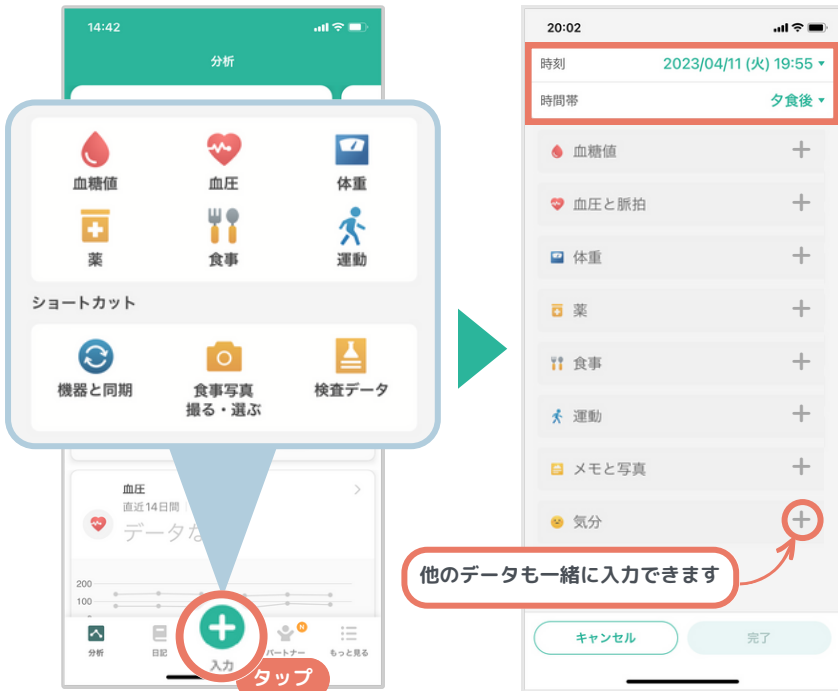 14:42
分析
血糖値
血圧
体重
薬
食事
運動
ショートカット
機器と同期
食事写真
撮る・選ぶ
検査データ
血圧
直近14日間
データな
200
100
分析
日記
入力
パートナー
N
もっと見る
タップ
20:02
時刻
2023/04/11 (火) 19:55
時間帯
夕食後
血糖値
血圧と脈拍
体重
薬
食事
運動
メモと写真
気分
他のデータも一緒に入力できます
キャンセル
完了